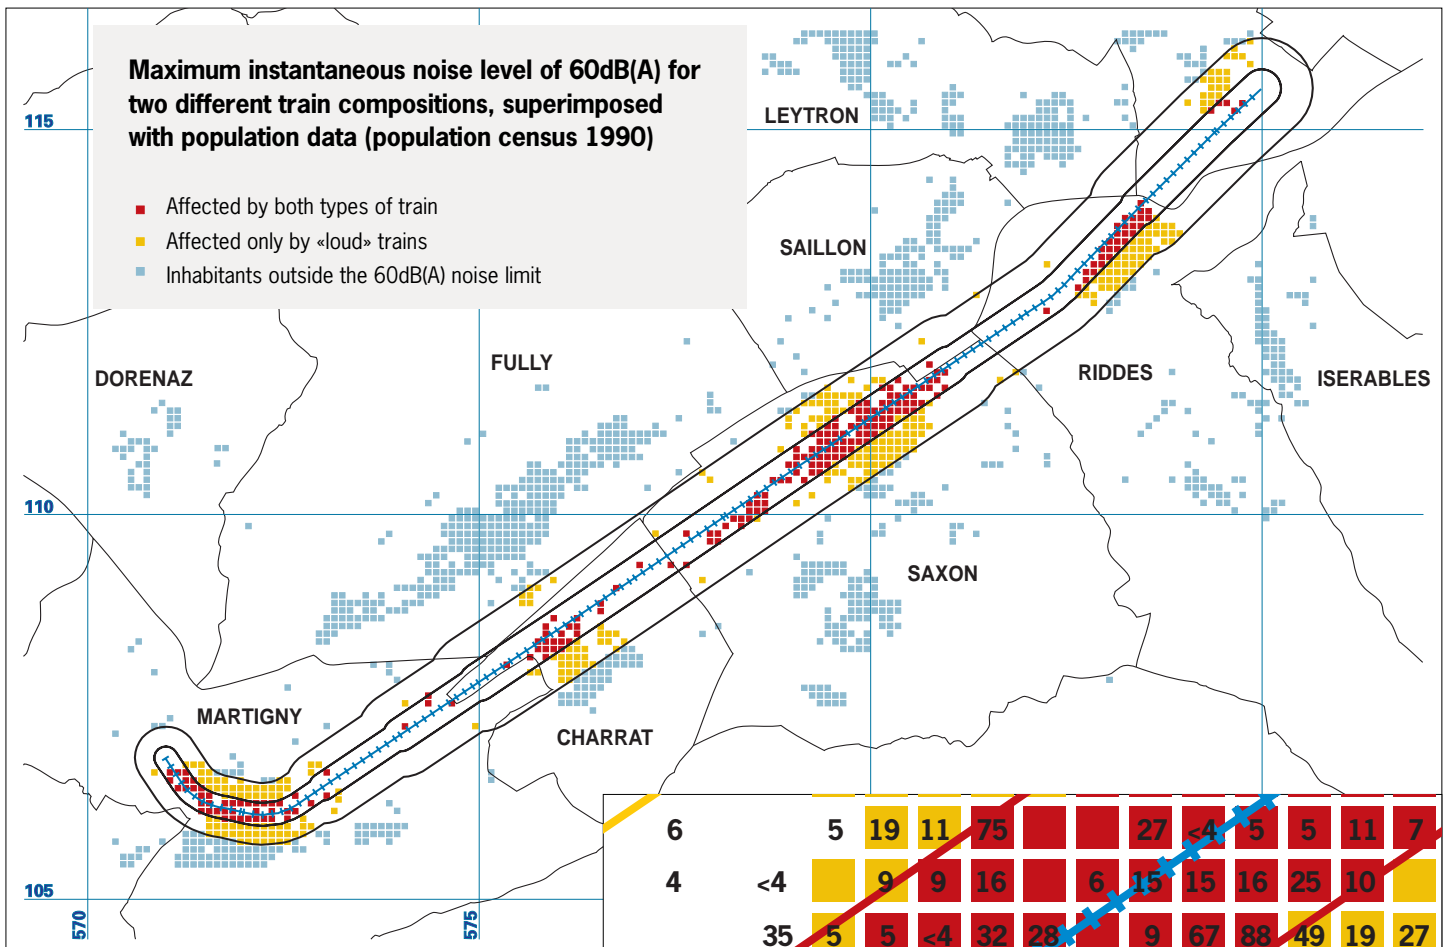 Maximum instantaneous noise level of 60dB(A) for
two different train compositions, superimposed
with population data (population census 1990)
Affected by both types of train
Affected only by «loud» trains
Inhabitants outside the 60dB(A) noise limit
115
LEYTRON
SAILLON
DORENAZ
FULLY
RIDDES
ISERABLES
110
SAXON
MARTIGNY
CHARRAT
105
570
575
6 5 19 11 75 27 <4 5 5 11 7
4 <4 9 9 16 6 15 15 16 25 10
35 5 5 <4 32 28 9 67 88 49 19 27